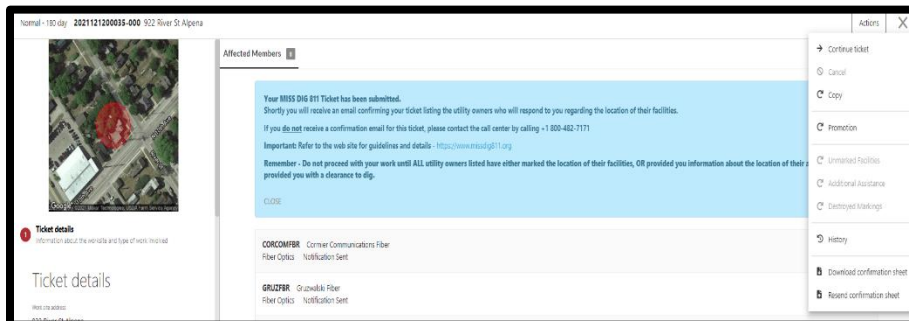 Normal - 180 day 2021121200035-000 922 River St Alpena
Actions X
Affected Members
Continue ticket
Cancel
Copy
Promotion
Unmarked Facilities
Additional Assistance
Destroyed Markings
History
Download confirmation sheet
Resend confirmation sheet
Your MISS DIG 811 Ticket has been submitted.
Shortly you will receive an email confirming your ticket listing the utility owners who will respond to you regarding the location of their facilities.
If you do not receive a confirmation email for this ticket, please contact the call center by calling +1 800-482-7171
Important: Refer to the web site for guidelines and details - https://www.missdig811.org
Remember - Do not proceed with your work until ALL utility owners listed have either marked the location of their facilities, OR provided you information about the location of their
provided you with a clearance to dig.
CLOSE
CORCOMFBR Cormier Communications Fiber
Fiber Optics Notification Sent
GRUZFBR Gruzwalski Fiber
Fiber Optics Notification Sent
Google
1 Ticket details
Information about the worksite and type of work involved
Ticket details
Work site address